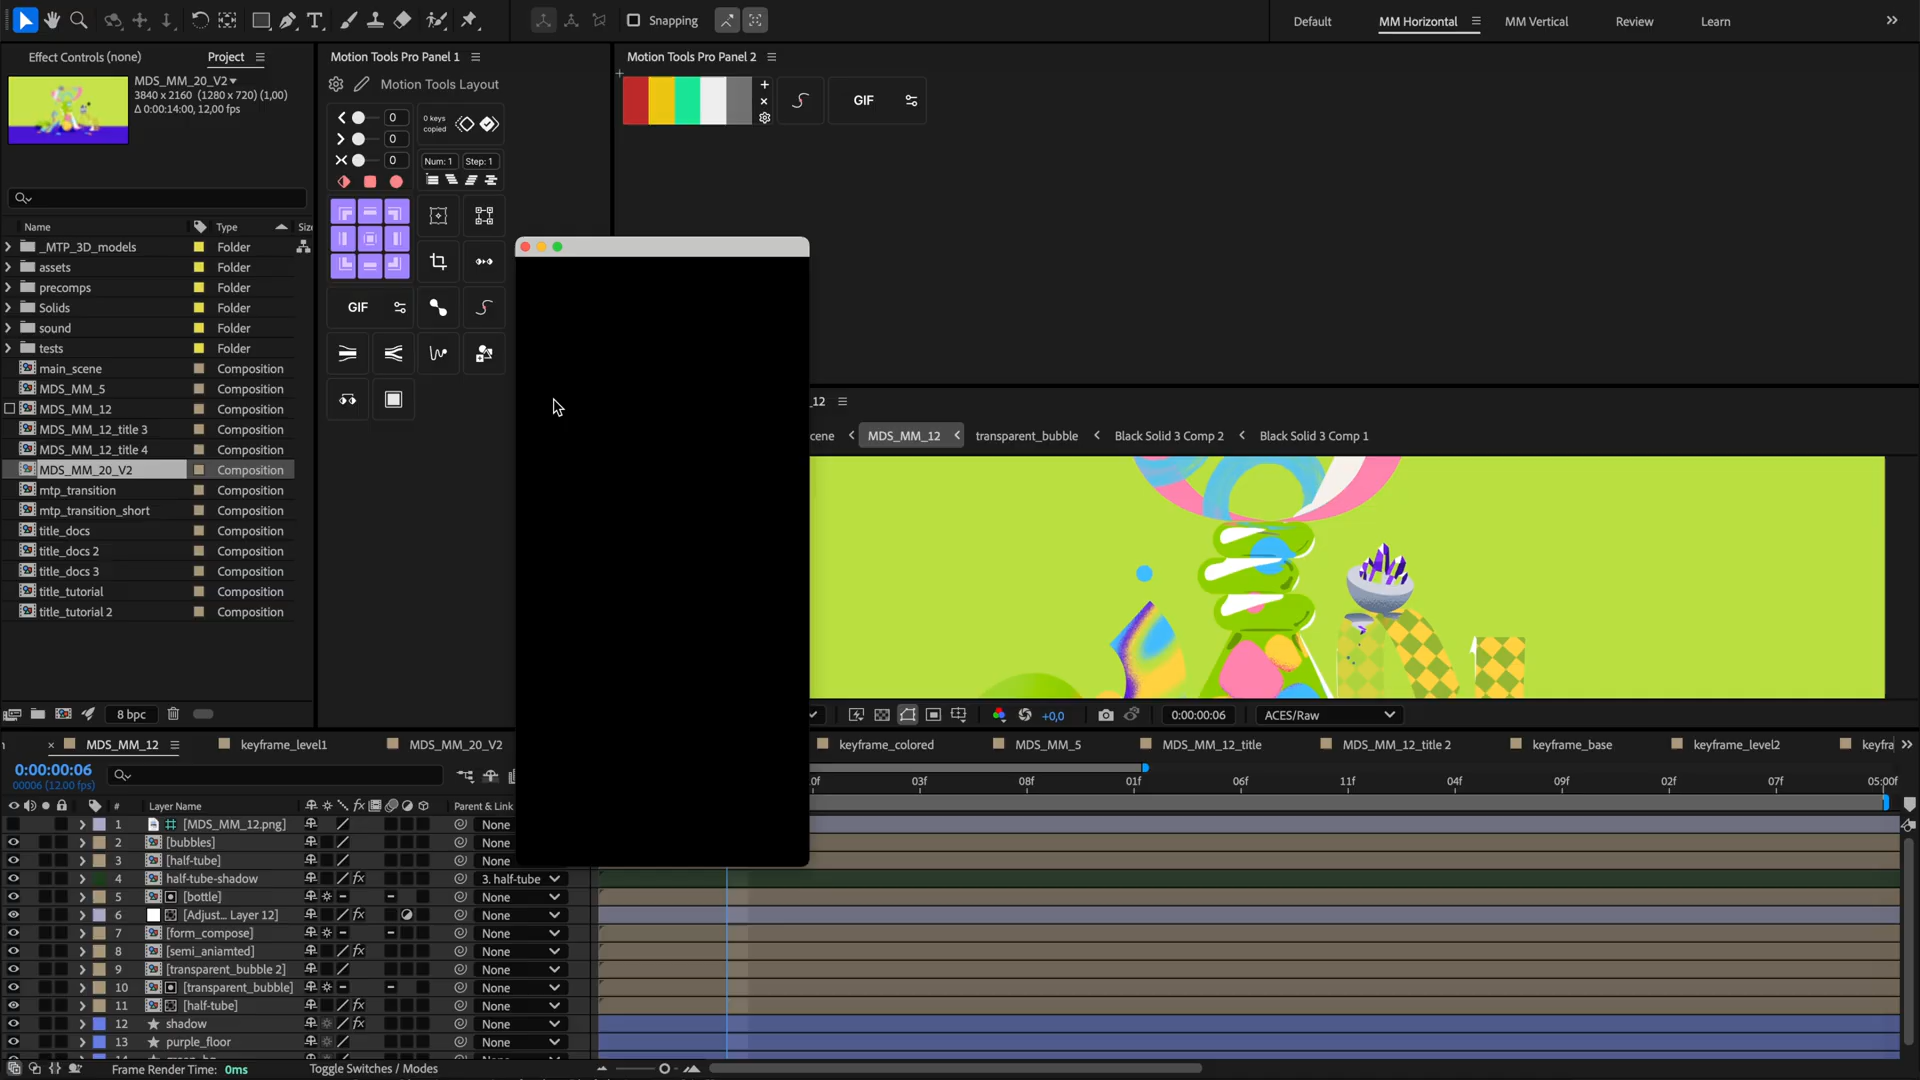 Snapping
Default
MM Horizontal
MM Vertical
Review
Learn
Effect Controls (none)
Project
MDS_MM_20_V2
3840 x 2160 (1280 x 720) (1,00)
Δ 0:00:14:00, 12,00 fps
Name
Type
Size
_MTP_3D_models Folder
assets Folder
precomps Folder
Solids Folder
sound Folder
tests Folder
main_scene Composition
MDS_MM_5 Composition
MDS_MM_12 Composition
MDS_MM_12_title 3 Composition
MDS_MM_12_title 4 Composition
MDS_MM_20_V2 Composition
mtp_transition Composition
mtp_transition_short Composition
title_docs Composition
title_docs 2 Composition
title_docs 3 Composition
title_tutorial Composition
title_tutorial 2 Composition
8 bpc
Motion Tools Pro Panel 1
Motion Tools Layout
0
0
0
0 keys
copied
Num: 1
Step: 1
GIF
Motion Tools Pro Panel 2
GIF
_12
cene
MDS_MM_12
transparent_bubble
Black Solid 3 Comp 2
Black Solid 3 Comp 1
+0,0
0:00:00:06
ACES/Raw
MDS_MM_12
keyframe_level1
MDS_MM_20_V2
keyframe_colored
MDS_MM_5
MDS_MM_12_title
MDS_MM_12_title 2
keyframe_base
keyframe_level2
keyfra
0:00:00:06
00006 (12.00 fps)
0f 03f 08f 01f 06f 11f 04f 09f 02f 07f 05:00f
# Layer Name
Parent & Link
1 [MDS_MM_12.png] None
2 [bubbles] None
3 [half-tube] None
4 half-tube-shadow 3. half-tube
5 [bottle] None
6 [Adjust... Layer 12] None
7 [form_compose] None
8 [semi_aniamted] None
9 [transparent_bubble 2] None
10 [transparent_bubble] None
11 [half-tube] None
12 shadow None
13 purple_floor None
Frame Render Time: 0ms
Toggle Switches / Modes